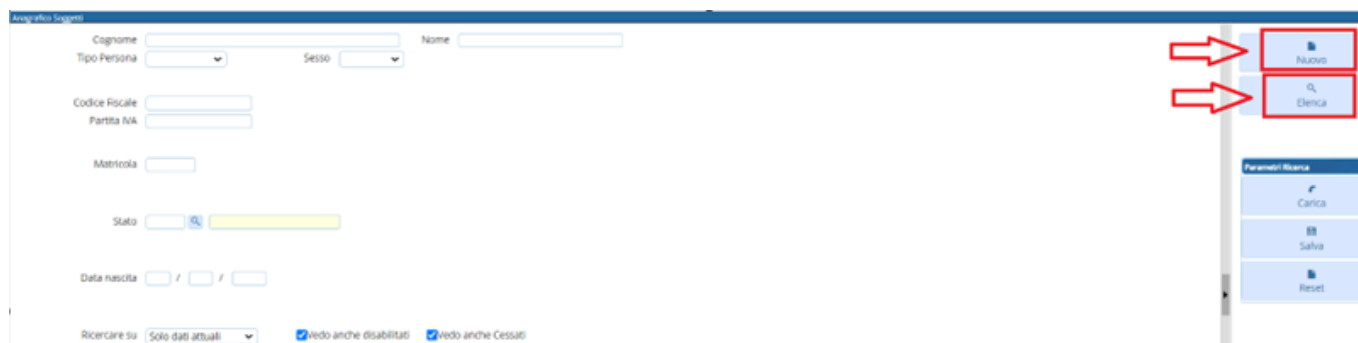 Anagrafico Soggetti
Cognome Nome
Tipo Persona Sesso
Codice Fiscale
Partita IVA
Matricola
Stato
Data nascita / /
Ricercare su Solo dati attuali Vedo anche disabilitati Vedo anche Cessati
Nuovo
Elenca
Parametri Ricerca
Carica
Salva
Reset